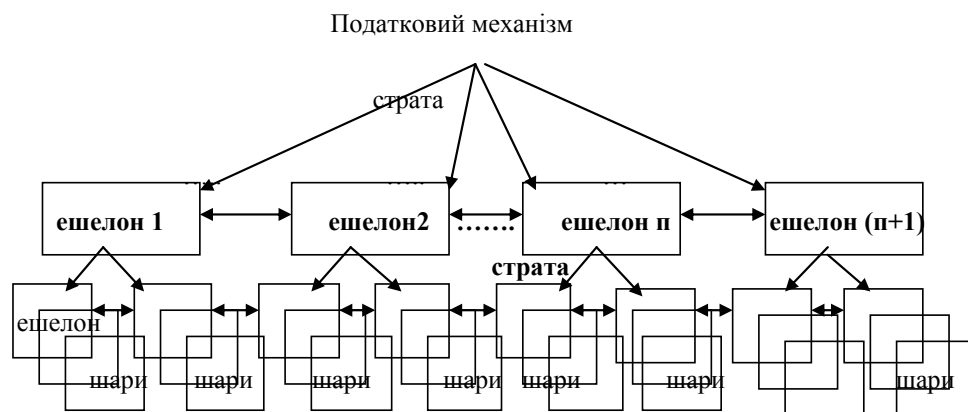 Податковий механізм
страта
….. ….. …
ешелон 1
ешелон2
…….
ешелон п
ешелон (п+1)
страта
ешелон
шари
шари
шари
шари
шари
шари
шари